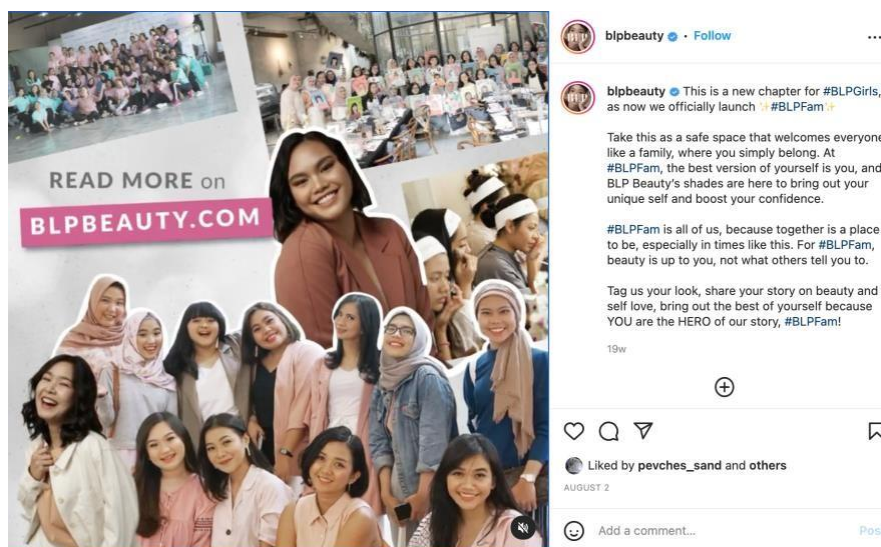 READ MORE on
BLPBEAUTY.COM
blpbeauty • Follow
blpbeauty This is a new chapter for #BLPGirls,
as now we officially launch ✨#BLPFam✨
Take this as a safe space that welcomes everyone
like a family, where you simply belong. At
#BLPFam, the best version of yourself is you, and
BLP Beauty's shades are here to bring out your
unique self and boost your confidence.
#BLPFam is all of us, because together is a place
to be, especially in times like this. For #BLPFam,
beauty is up to you, not what others tell you to.
Tag us your look, share your story on beauty and
self love, bring out the best of yourself because
YOU are the HERO of our story, #BLPFam!
19w
Liked by pevches_sand and others
AUGUST 2
Add a comment...
Pos